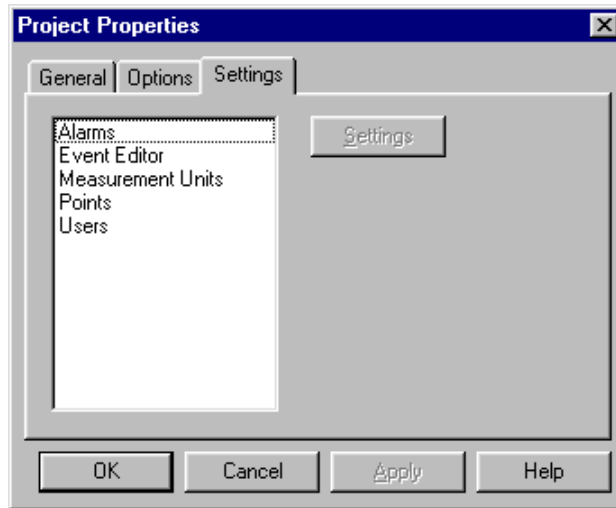 Project Properties
General Options Settings
Alarms
Settings
Event Editor
Measurement Units
Points
Users
OK Cancel Apply Help